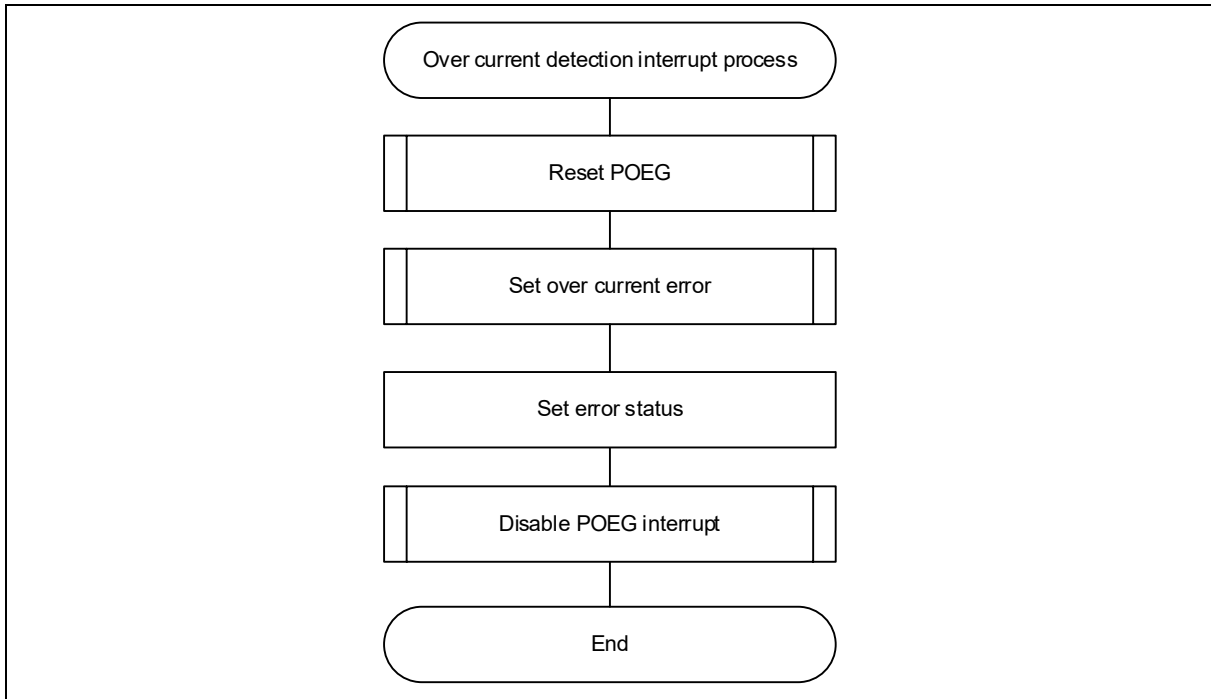 Over current detection interrupt process
Reset POEG
Set over current error
Set error status
Disable POEG interrupt
End